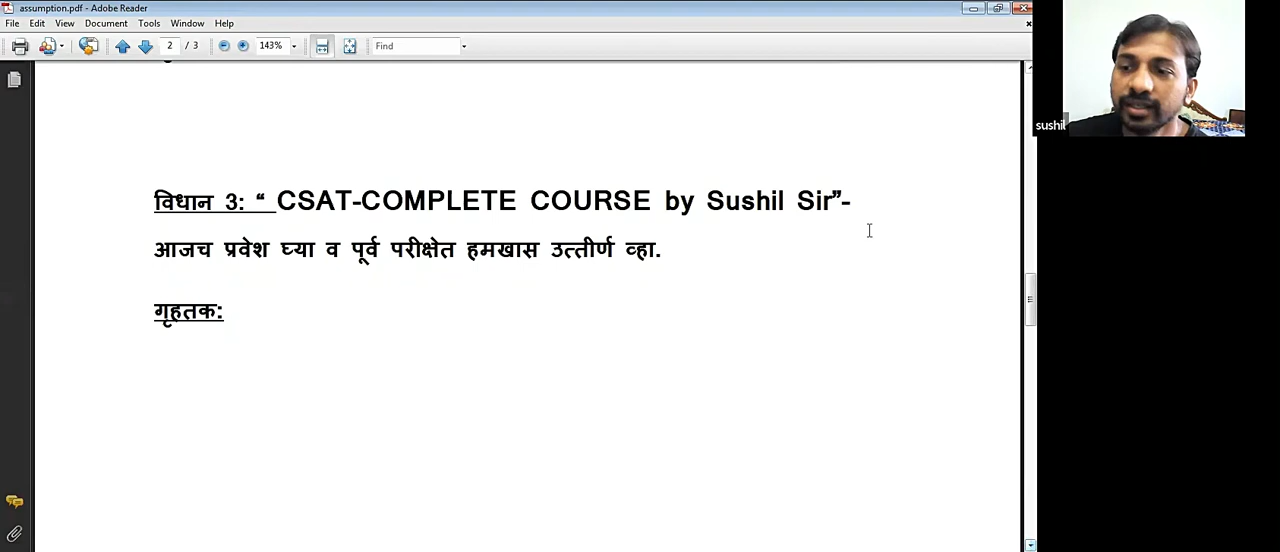 assumption.pdf - Adobe Reader
File Edit View Document Tools Window Help
2 / 3 143% Find
sushil
विधान 3: “ CSAT-COMPLETE COURSE by Sushil Sir”-
आजच प्रवेश घ्या व पूर्व परीक्षेत हमखास उत्तीर्ण व्हा.
गृहतक: